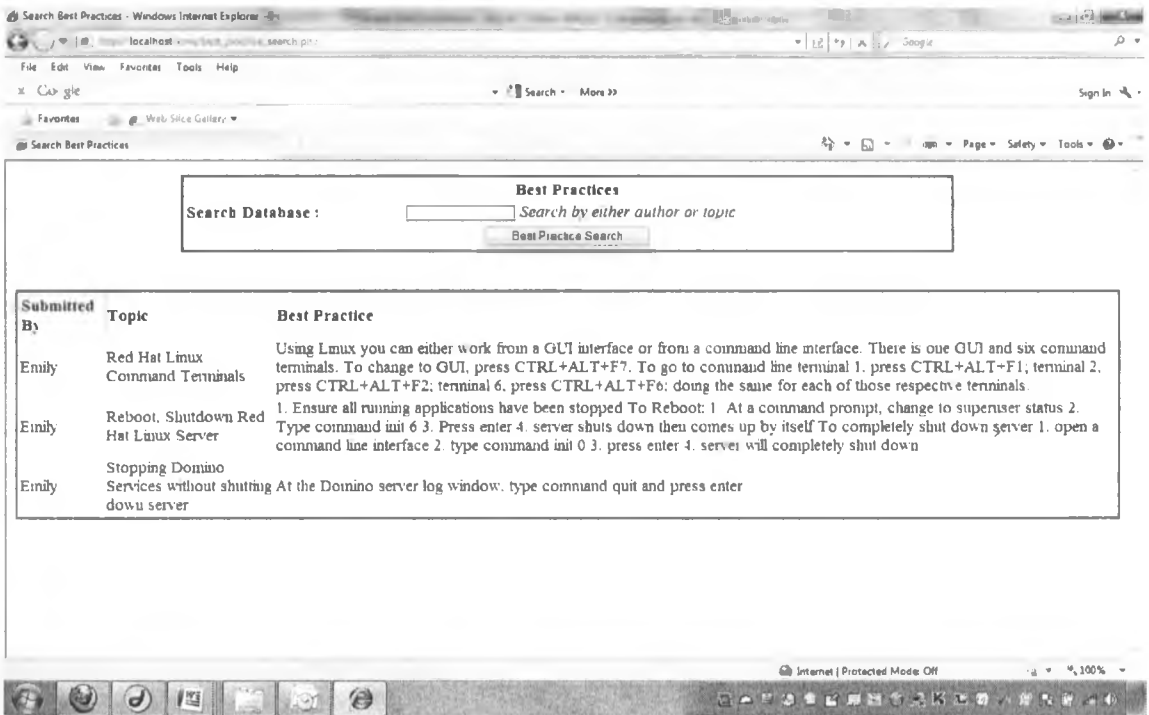 Search Best Practices - Windows Internet Explorer
localhost
Google
File Edit View Favorites Tools Help
x Google Search More >> Sign In
Favorites Web Slice Gallery
Search Best Practices Page Safety Tools
Best Practices
Search Database : Search by either author or topic
Best Practice Search
Submitted By Topic Best Practice
Emily
Red Hat Linux
Command Terminals
Using Linux you can either work from a GUI interface or from a command line interface. There is one GUI and six command
terminals. To change to GUI, press CTRL+ALT+F7. To go to command line terminal 1. press CTRL+ALT+F1; terminal 2,
press CTRL+ALT+F2; terminal 6, press CTRL+ALT+F6; doing the same for each of those respective terminals.
Emily
Reboot, Shutdown Red
Hat Linux Server
1. Ensure all running applications have been stopped To Reboot: 1. At a command prompt, change to superuser status 2.
Type command init 6 3. Press enter 4. server shuts down then comes up by itself To completely shut down server 1. open a
command line interface 2. type command init 0 3. press enter 4. server will completely shut down
Emily
Stopping Domino
Services without shutting
down server
At the Domino server log window, type command quit and press enter
Internet | Protected Mode: Off 100%